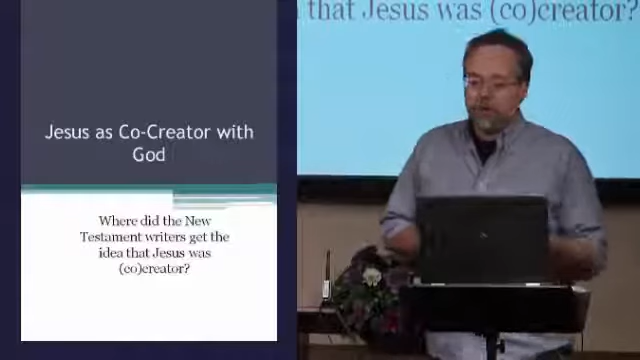 Jesus as Co-Creator with
God
Where did the New
Testament writers get the
idea that Jesus was
(co)creator?
that Jesus was (co)creator?